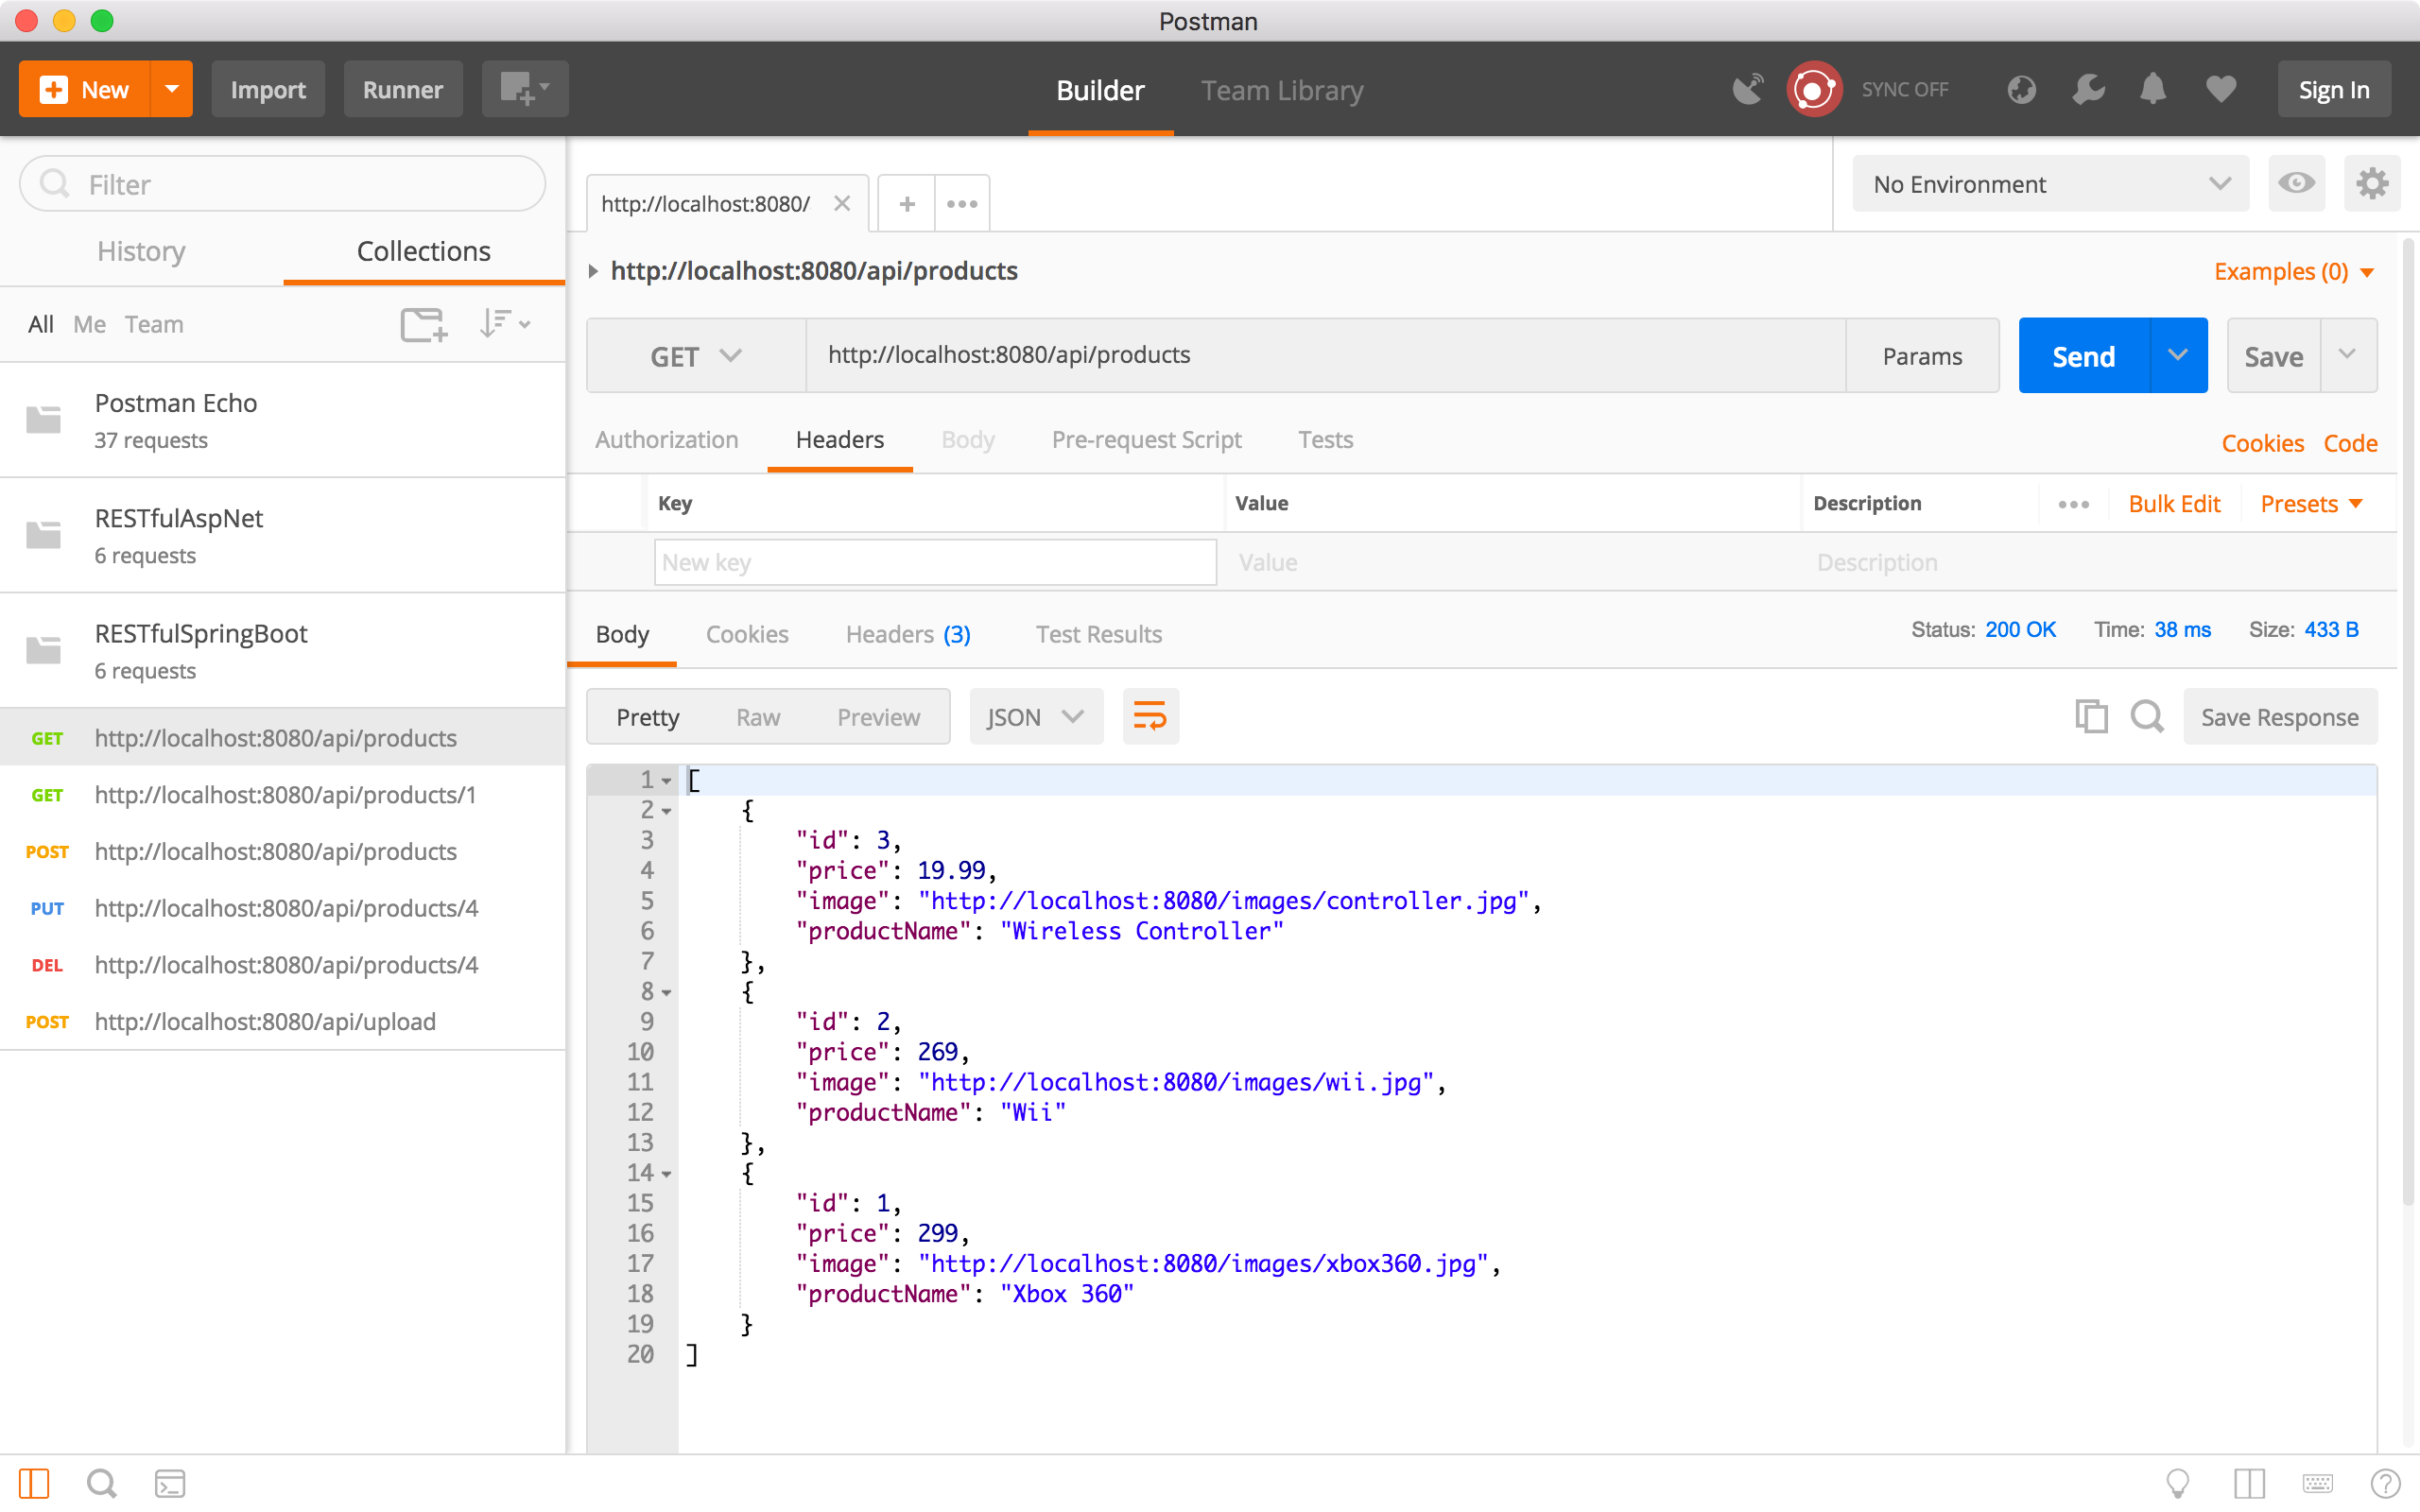 Postman
New Import Runner Builder Team Library SYNC OFF Sign In
Filter
History Collections
All Me Team
Postman Echo
37 requests
RESTfulAspNet
6 requests
RESTfulSpringBoot
6 requests
GET http://localhost:8080/api/products
GET http://localhost:8080/api/products/1
POST http://localhost:8080/api/products
PUT http://localhost:8080/api/products/4
DEL http://localhost:8080/api/products/4
POST http://localhost:8080/api/upload
http://localhost:8080/ No Environment
http://localhost:8080/api/products Examples (0)
GET http://localhost:8080/api/products Params Send Save
Authorization Headers Body Pre-request Script Tests Cookies Code
Key Value Description Bulk Edit Presets
New key Value Description
Body Cookies Headers (3) Test Results Status: 200 OK Time: 38 ms Size: 433 B
Pretty Raw Preview JSON Save Response
1 [
2 {
3 "id": 3,
4 "price": 19.99,
5 "image": "http://localhost:8080/images/controller.jpg",
6 "productName": "Wireless Controller"
7 },
8 {
9 "id": 2,
10 "price": 269,
11 "image": "http://localhost:8080/images/wii.jpg",
12 "productName": "Wii"
13 },
14 {
15 "id": 1,
16 "price": 299,
17 "image": "http://localhost:8080/images/xbox360.jpg",
18 "productName": "Xbox 360"
19 }
20 ]